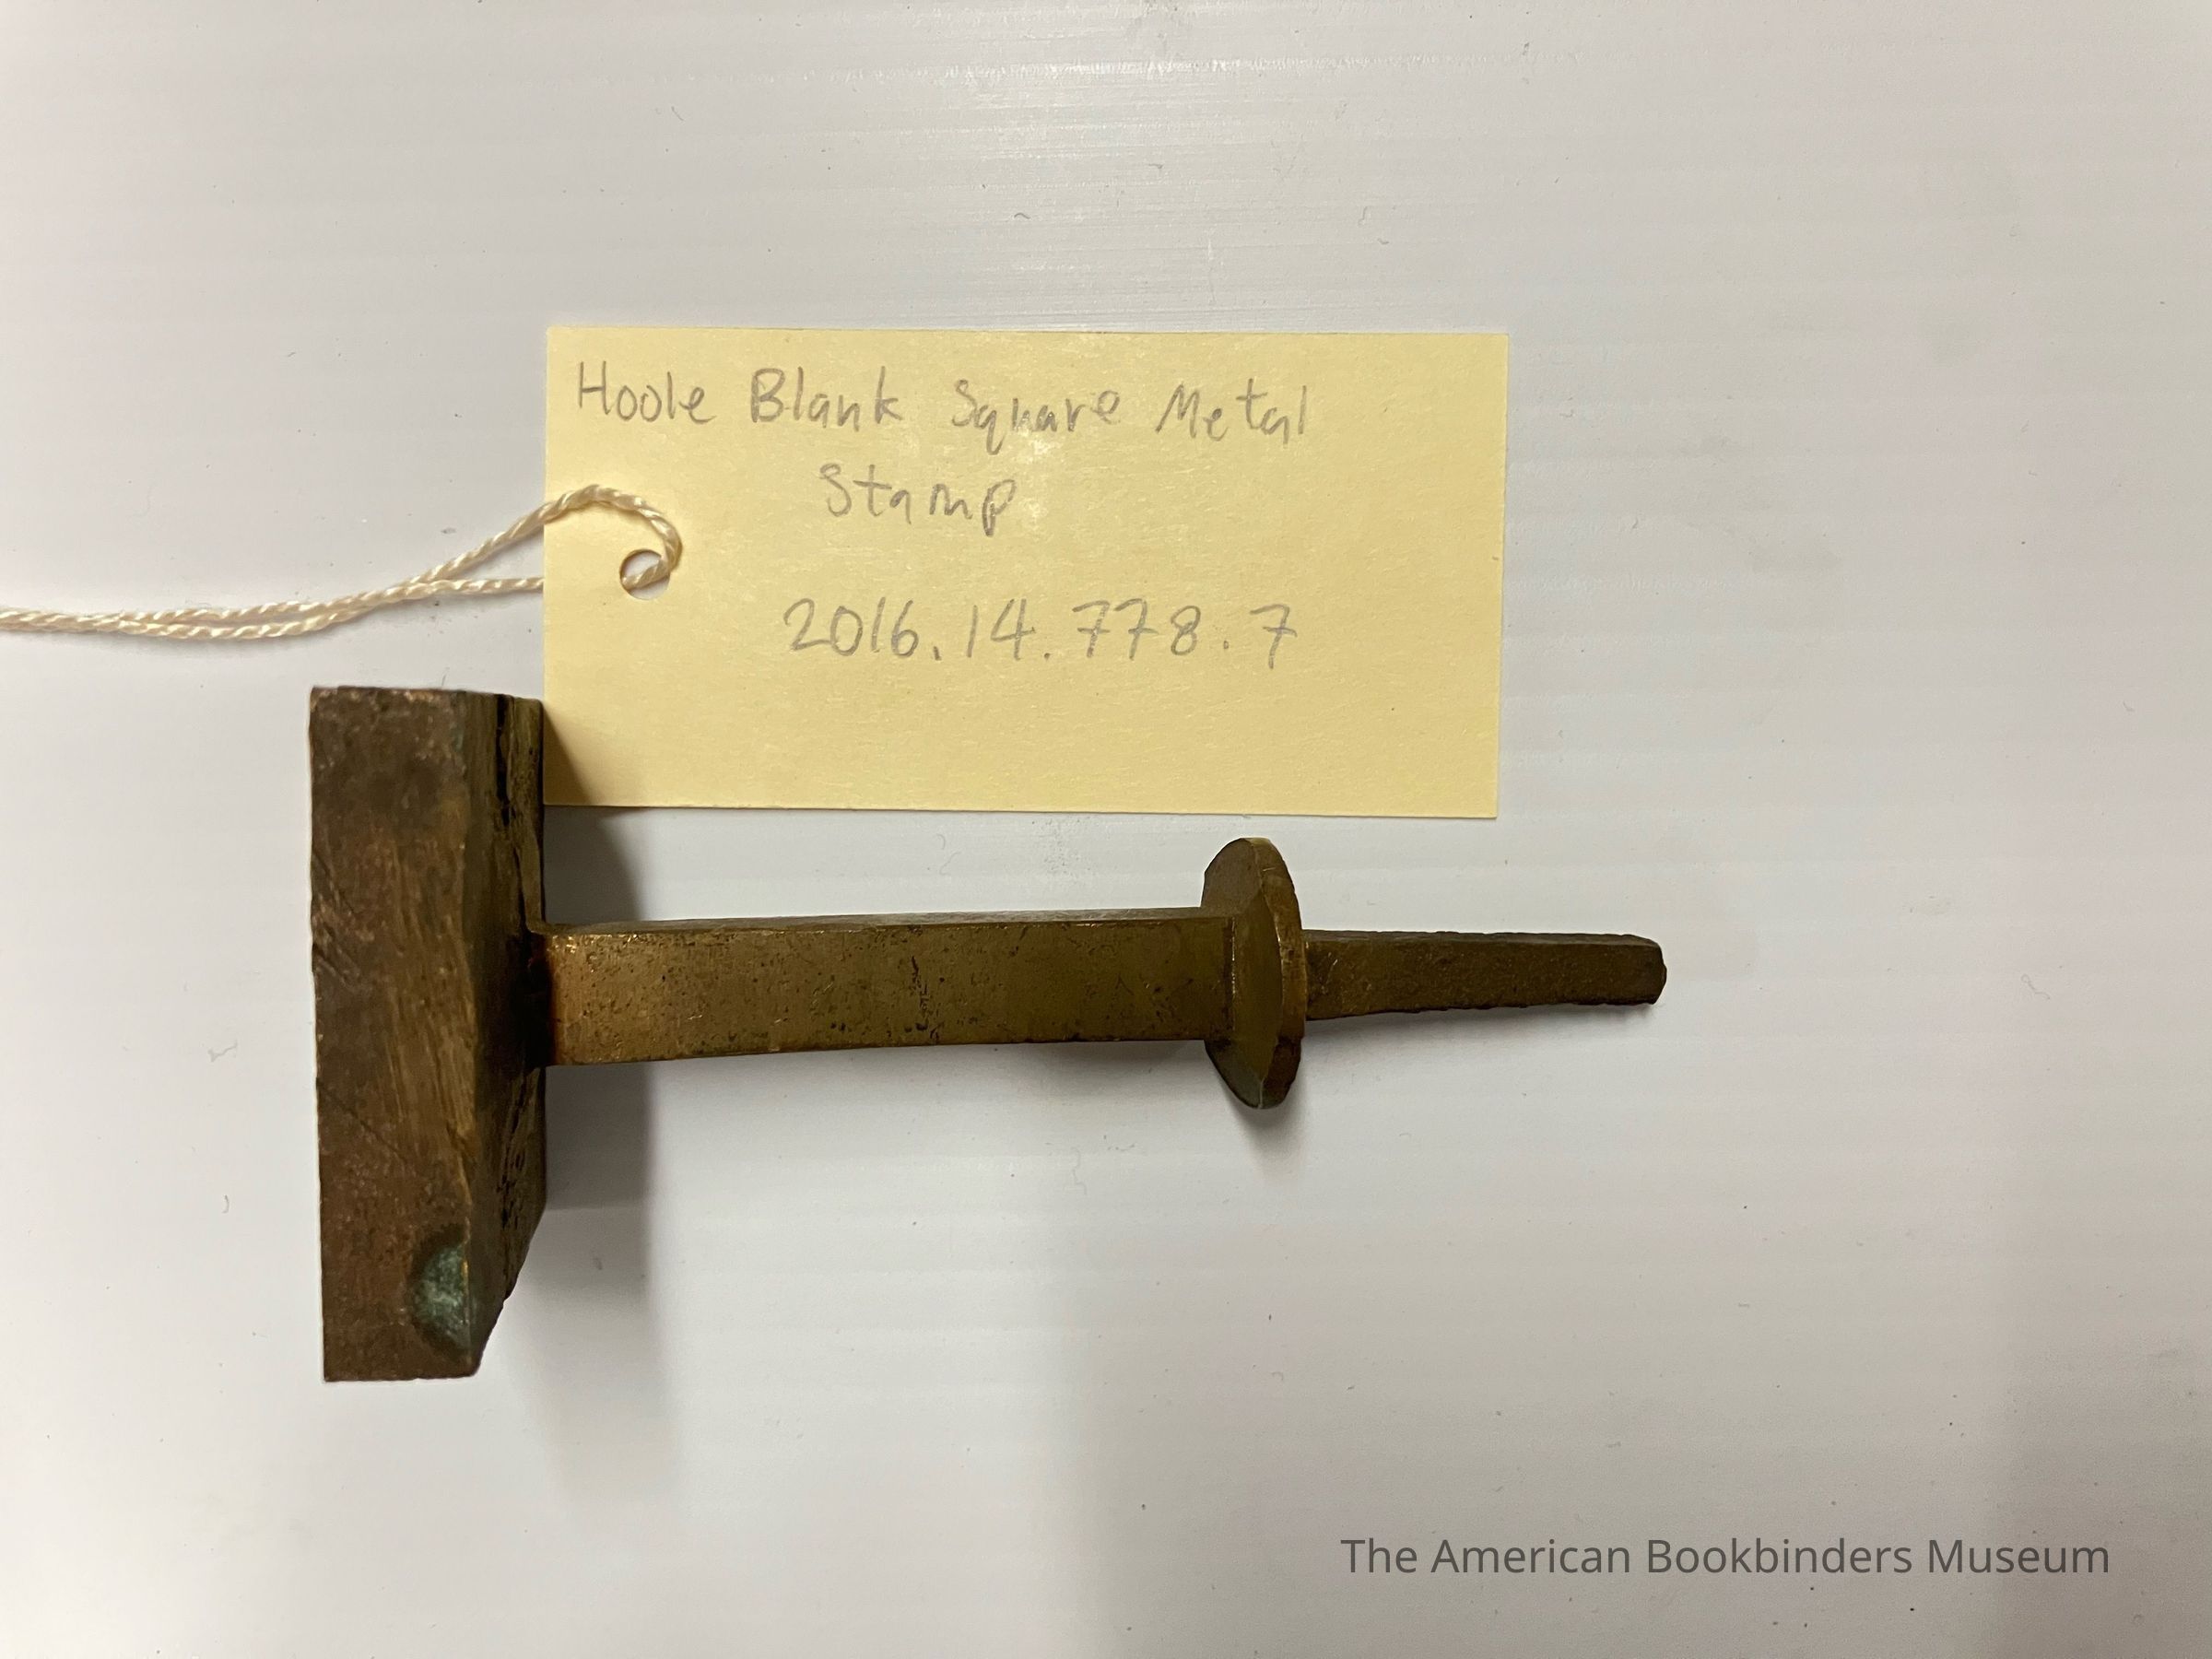 Hoole Blank Square Metal
Stamp
2016.14.778.7
The American Bookbinders Museum